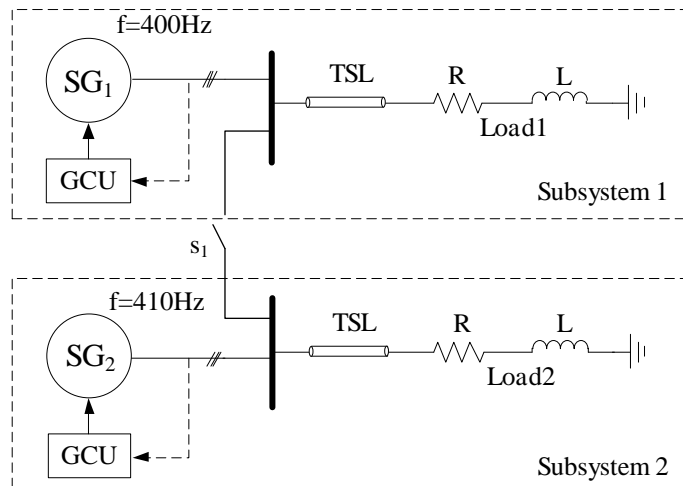 f=400Hz
SG1
TSL
R
L
Load1
GCU
Subsystem 1
s1
f=410Hz
SG2
TSL
R
L
Load2
GCU
Subsystem 2